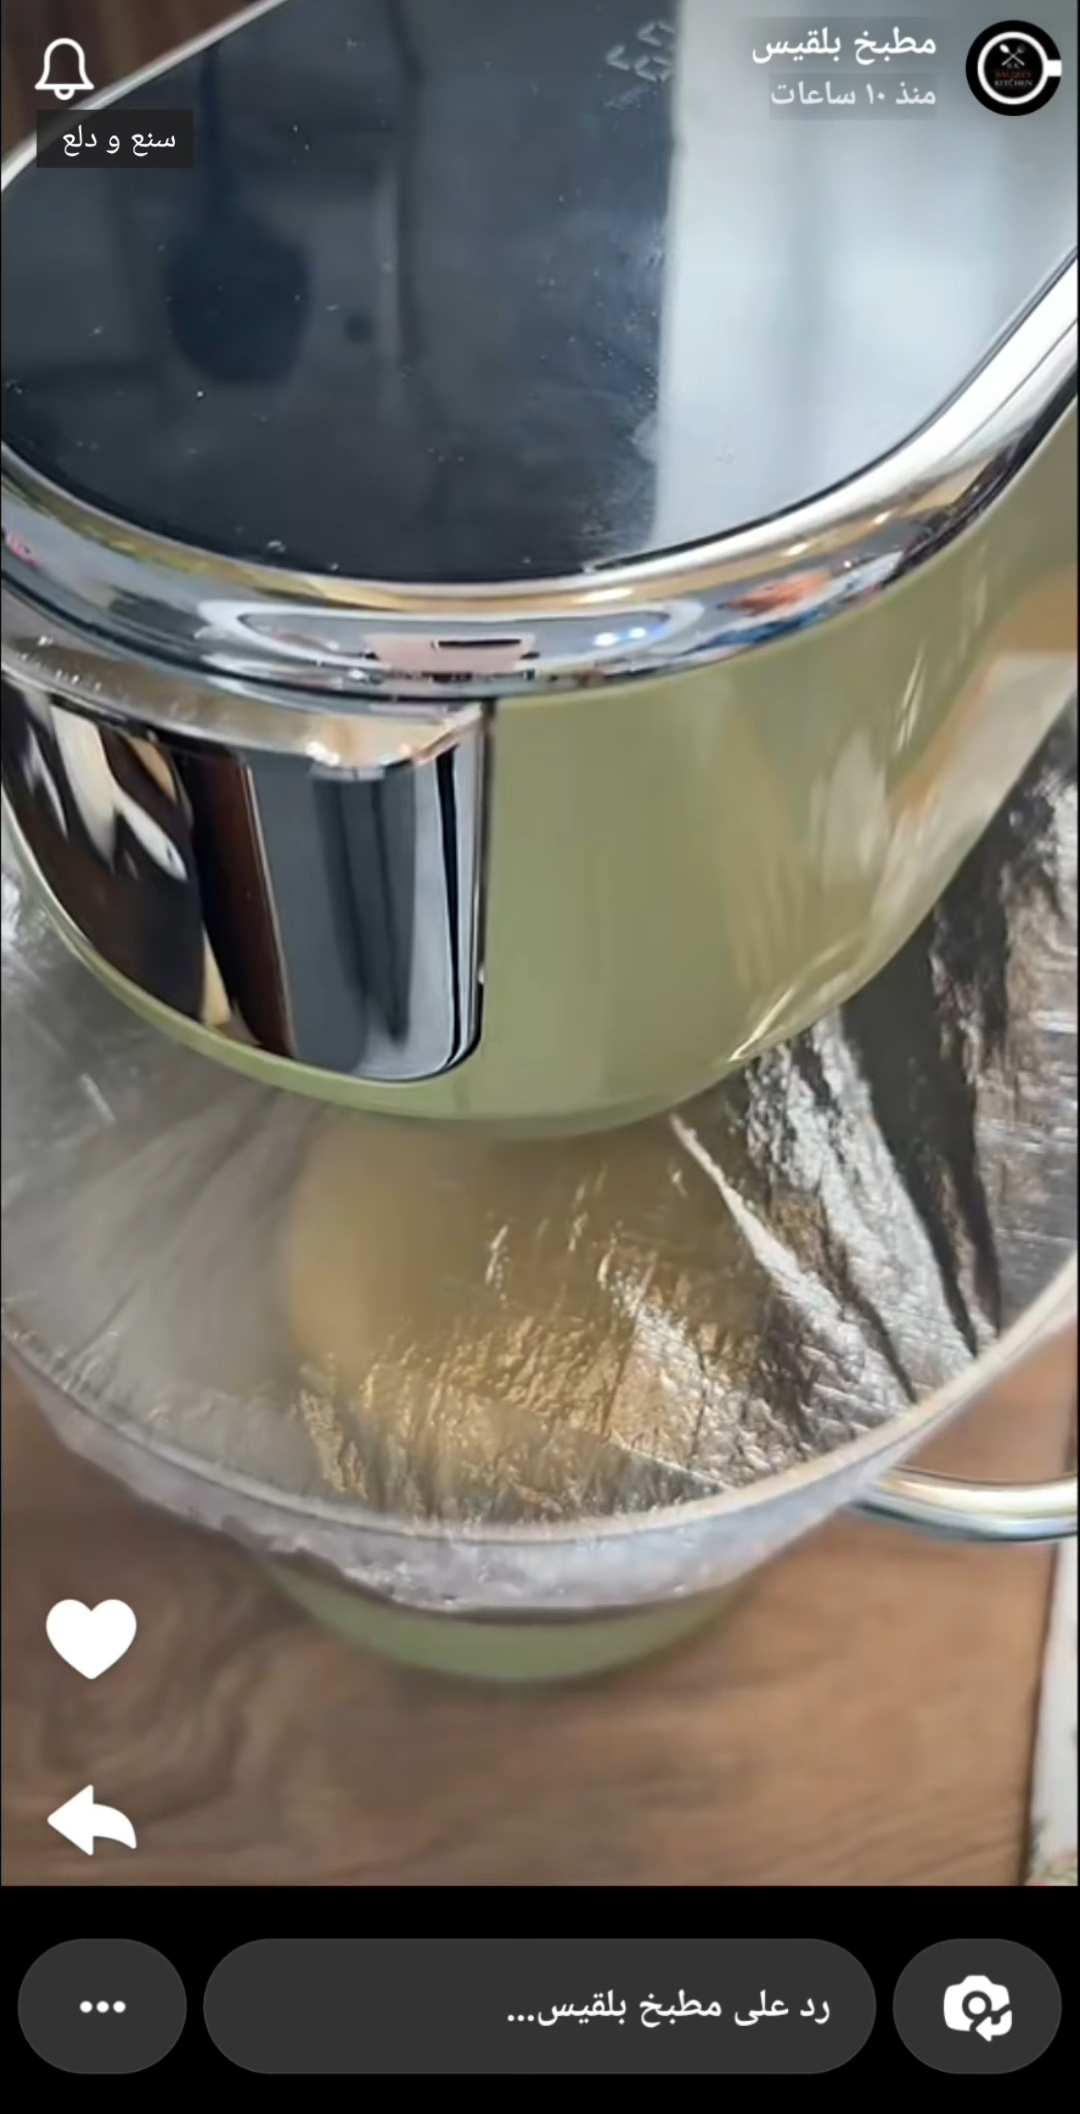 مطبخ بلقيس
منذ ١٠ ساعات
سنع و دلع
رد على مطبخ بلقيس...